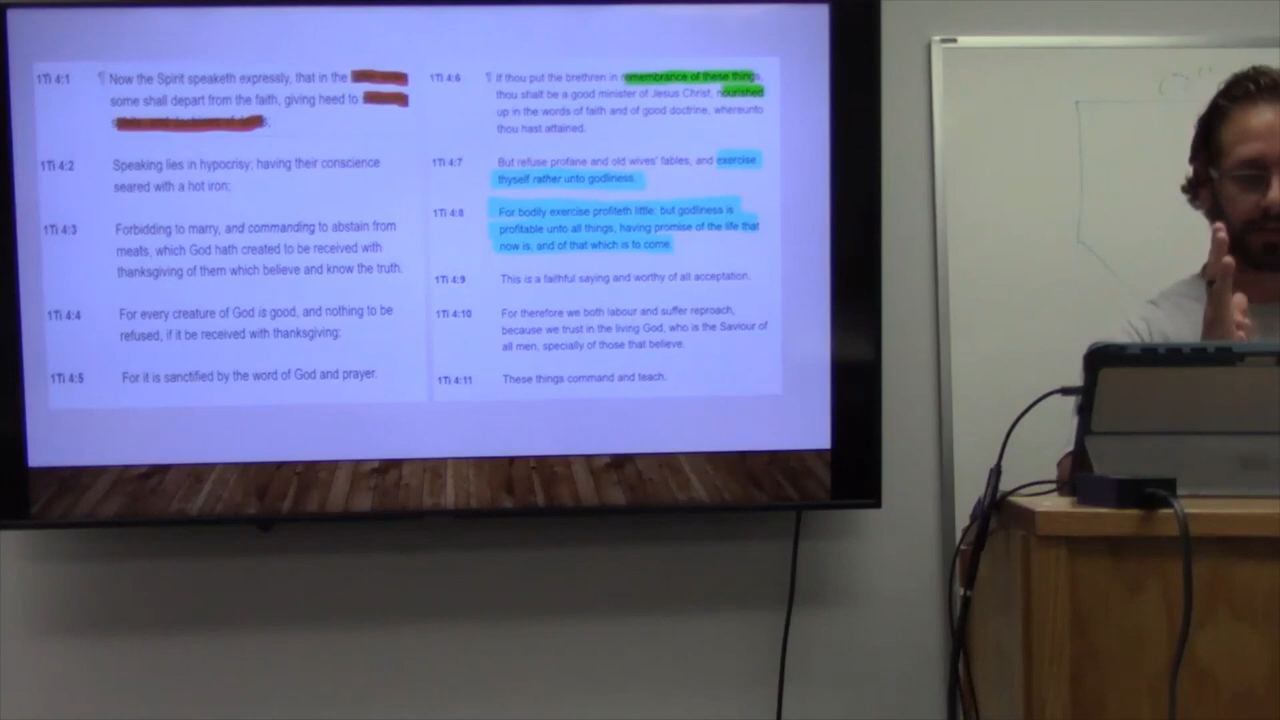 1Ti 4:1 ¶ Now the Spirit speaketh expressly, that in the
some shall depart from the faith, giving heed to
1Ti 4:2 Speaking lies in hypocrisy; having their conscience
seared with a hot iron;
1Ti 4:3 Forbidding to marry, and commanding to abstain from
meats, which God hath created to be received with
thanksgiving of them which believe and know the truth.
1Ti 4:4 For every creature of God is good, and nothing to be
refused, if it be received with thanksgiving:
1Ti 4:5 For it is sanctified by the word of God and prayer.
1Ti 4:6 ¶ If thou put the brethren in remembrance of these things,
thou shalt be a good minister of Jesus Christ, nourished
up in the words of faith and of good doctrine, whereunto
thou hast attained.
1Ti 4:7 But refuse profane and old wives' fables, and exercise
thyself rather unto godliness.
1Ti 4:8 For bodily exercise profiteth little: but godliness is
profitable unto all things, having promise of the life that
now is, and of that which is to come.
1Ti 4:9 This is a faithful saying and worthy of all acceptation.
1Ti 4:10 For therefore we both labour and suffer reproach,
because we trust in the living God, who is the Saviour of
all men, specially of those that believe.
1Ti 4:11 These things command and teach.